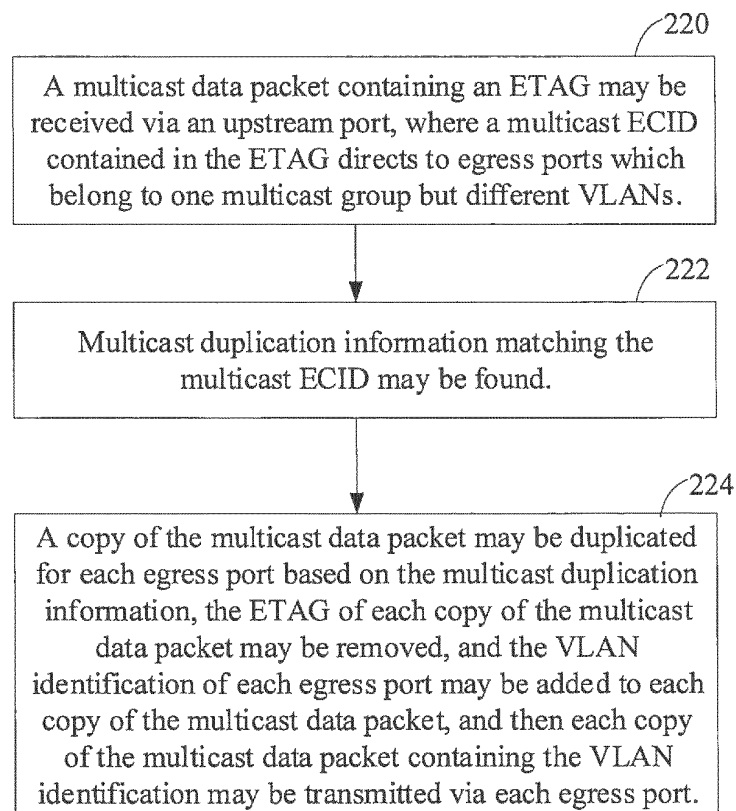 220
A multicast data packet containing an ETAG may be
received via an upstream port, where a multicast ECID
contained in the ETAG directs to egress ports which
belong to one multicast group but different VLANs.
222
Multicast duplication information matching the
multicast ECID may be found.
224
A copy of the multicast data packet may be duplicated
for each egress port based on the multicast duplication
information, the ETAG of each copy of the multicast
data packet may be removed, and the VLAN
identification of each egress port may be added to each
copy of the multicast data packet, and then each copy
of the multicast data packet containing the VLAN
identification may be transmitted via each egress port.